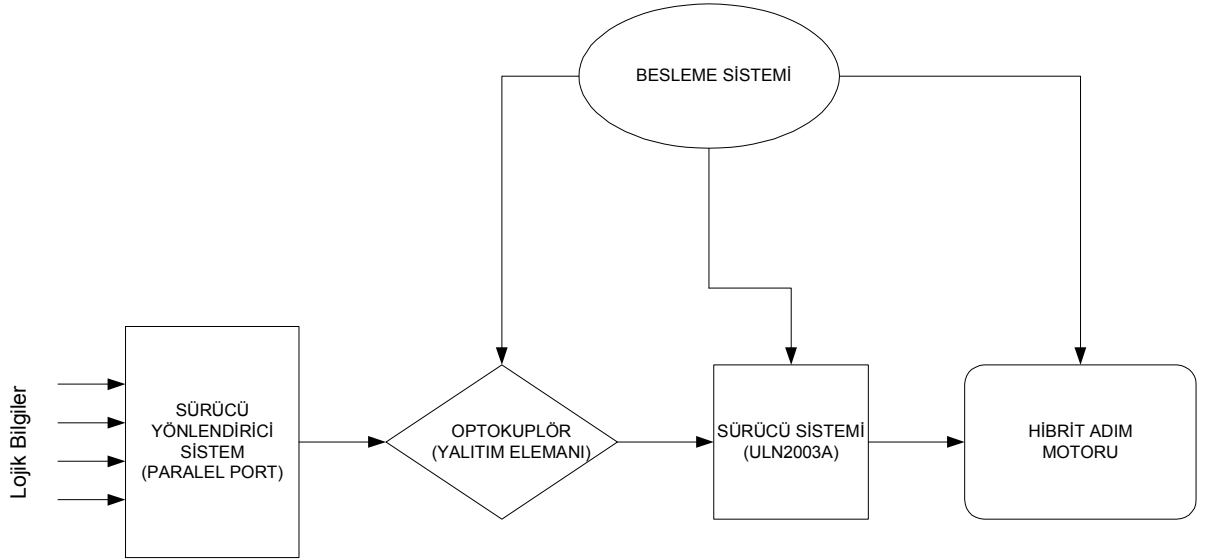 BESLEME SİSTEMİ
Lojik Bilgiler
SÜRÜCÜ
YÖNLENDİRİCİ
SİSTEM
(PARALEL PORT)
OPTOKUPLÖR
(YALITIM ELEMANI)
SÜRÜCÜ SİSTEMİ
(ULN2003A)
HİBRİT ADIM
MOTORU